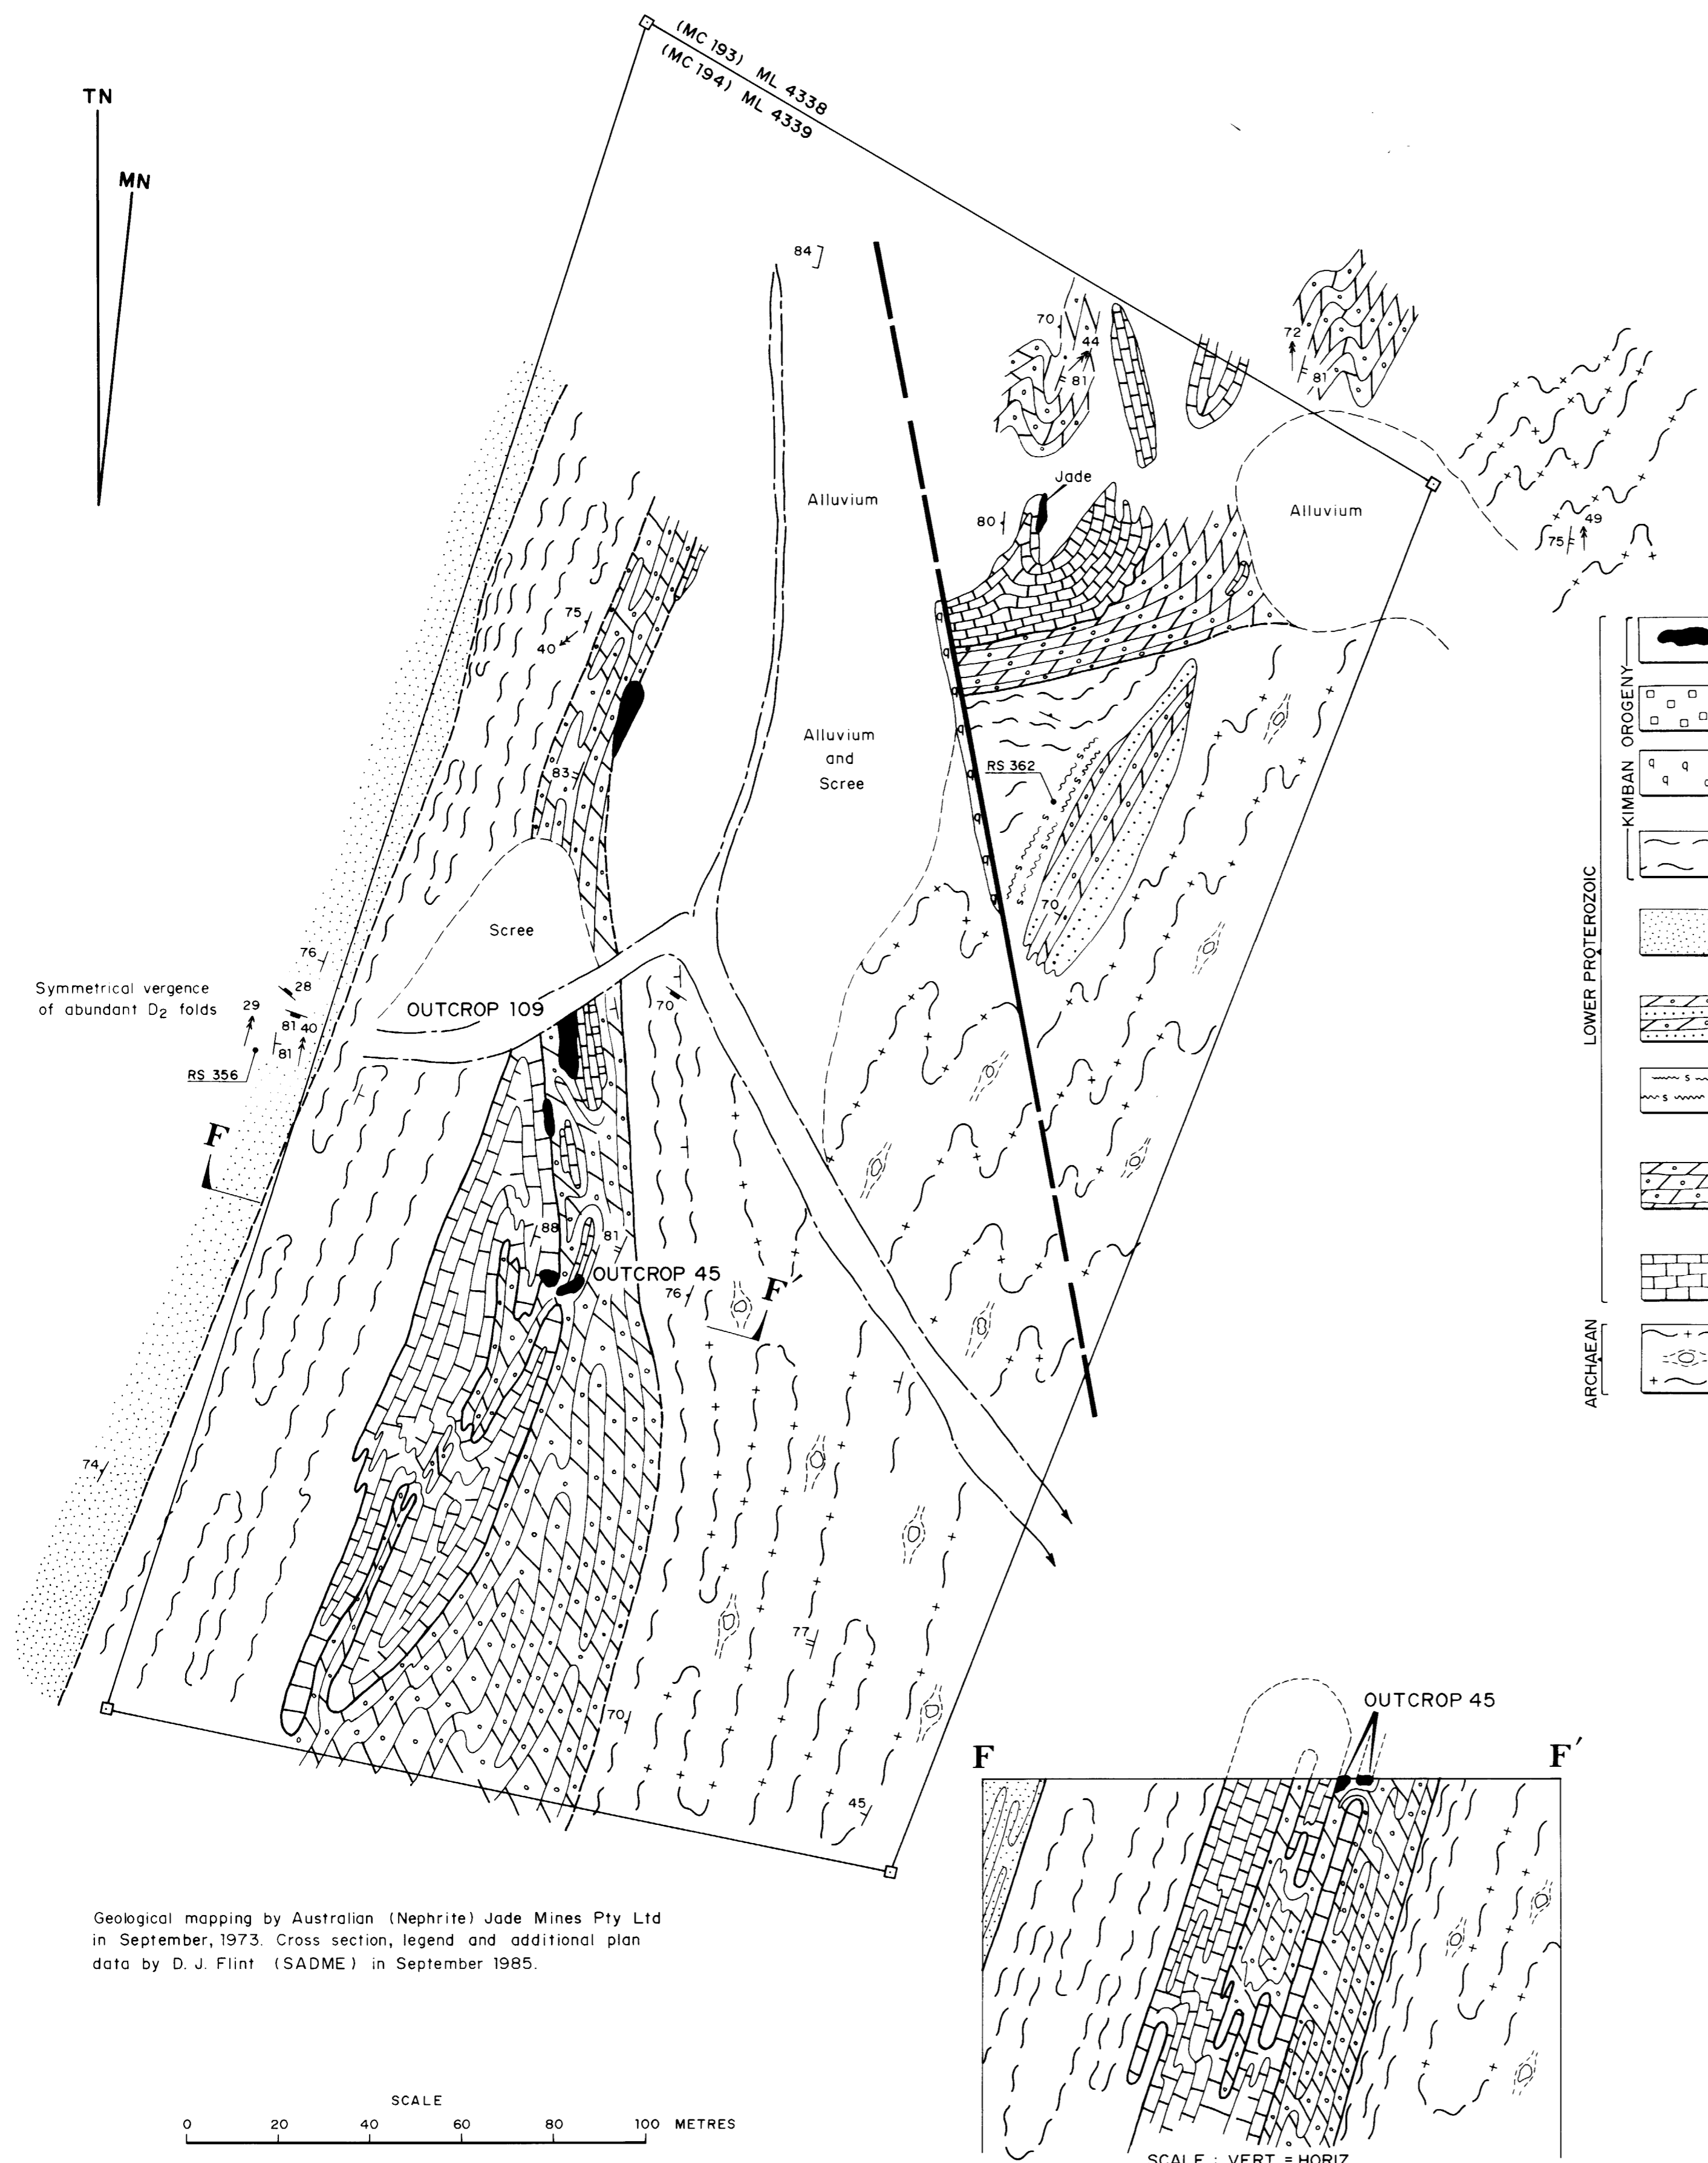 (MC 193) ML 4338
(MC 194) ML 4339
TN
MN
84
70
44
81
72
81
Jade
80
Alluvium
Alluvium
49
75
75
40
Alluvium
and
Scree
RS 362
83
70
Scree
76
Symmetrical vergence
of abundant D2 folds
28
29
81 40
81
RS 356
OUTCROP 109
70
F
88
81
OUTCROP 45
76
F′
74
77
70
45
KIMBAN OROGENY
LOWER PROTEROZOIC
ARCHAEAN
s
s
OUTCROP 45
F
F′
Geological mapping by Australian (Nephrite) Jade Mines Pty Ltd
in September, 1973. Cross section, legend and additional plan
data by D. J. Flint (SADME) in September 1985.
SCALE
0 20 40 60 80 100 METRES
SCALE : VERT = HORIZ